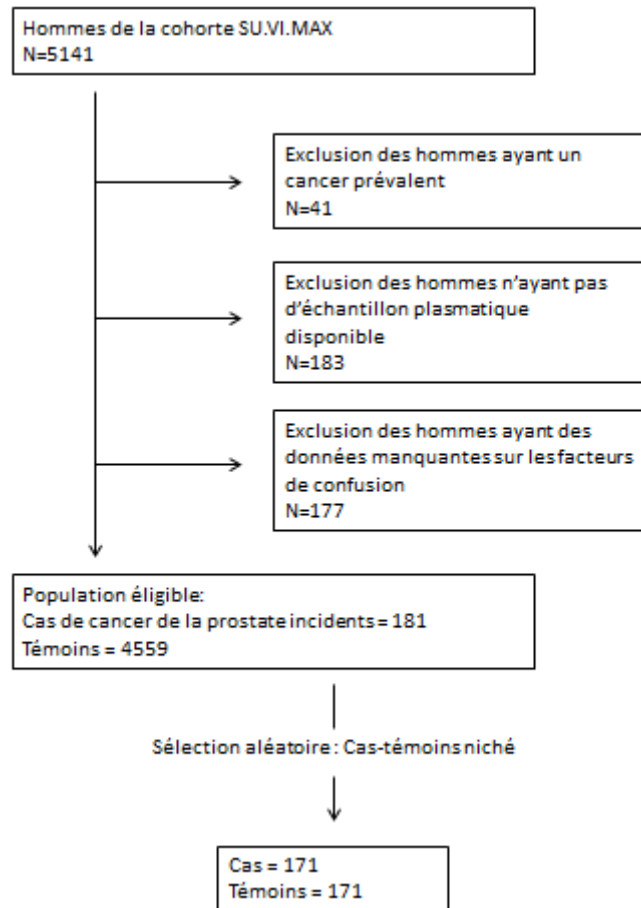 Hommes de la cohorte SU.VI.MAX
N=5141
Exclusion des hommes ayant un
cancer prévalent
N=41
Exclusion des hommes n'ayant pas
d'échantillon plasmatique
disponible
N=183
Exclusion des hommes ayant des
données manquantes sur les facteurs
de confusion
N=177
Population éligible:
Cas de cancer de la prostate incidents = 181
Témoins = 4559
Sélection aléatoire : Cas-témoins niché
Cas = 171
Témoins = 171